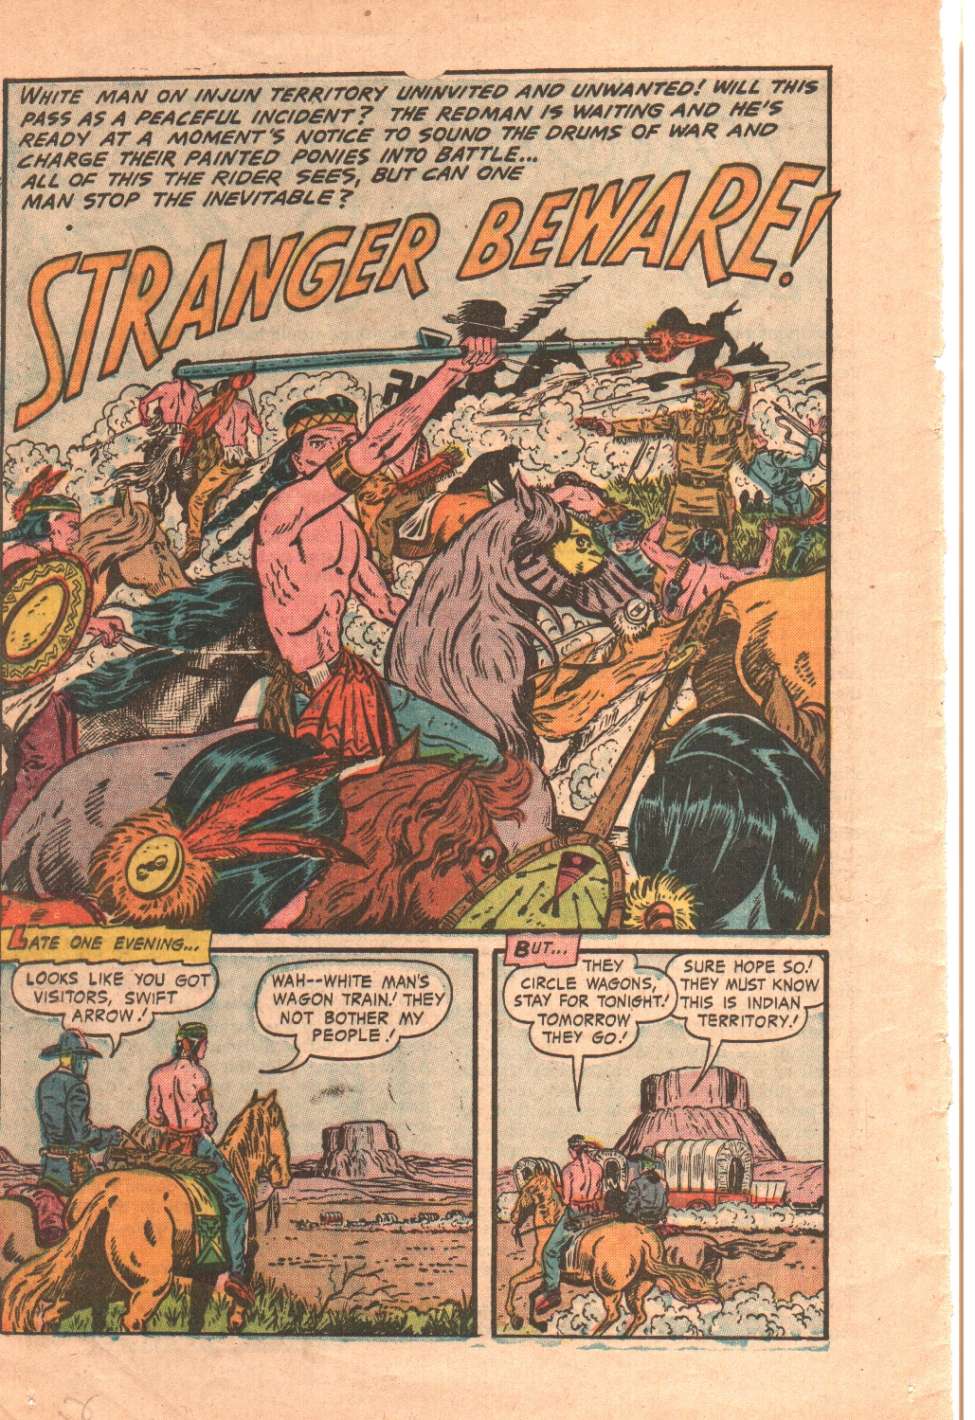 WHITE MAN ON INJUN TERRITORY UNINVITED AND UNWANTED! WILL THIS
PASS AS A PEACEFUL INCIDENT? THE REDMAN IS WAITING AND HE'S
READY AT A MOMENT'S NOTICE TO SOUND THE DRUMS OF WAR AND
CHARGE THEIR PAINTED PONIES INTO BATTLE...
ALL OF THIS THE RIDER SEES, BUT CAN ONE
MAN STOP THE INEVITABLE?
STRANGER BEWARE!
LATE ONE EVENING...
LOOKS LIKE YOU GOT
VISITORS, SWIFT
ARROW!
WAH--WHITE MAN'S
WAGON TRAIN! THEY
NOT BOTHER MY
PEOPLE!
BUT...
THEY
CIRCLE WAGONS,
STAY FOR TONIGHT!
TOMORROW
THEY GO!
SURE HOPE SO!
THEY MUST KNOW
THIS IS INDIAN
TERRITORY!